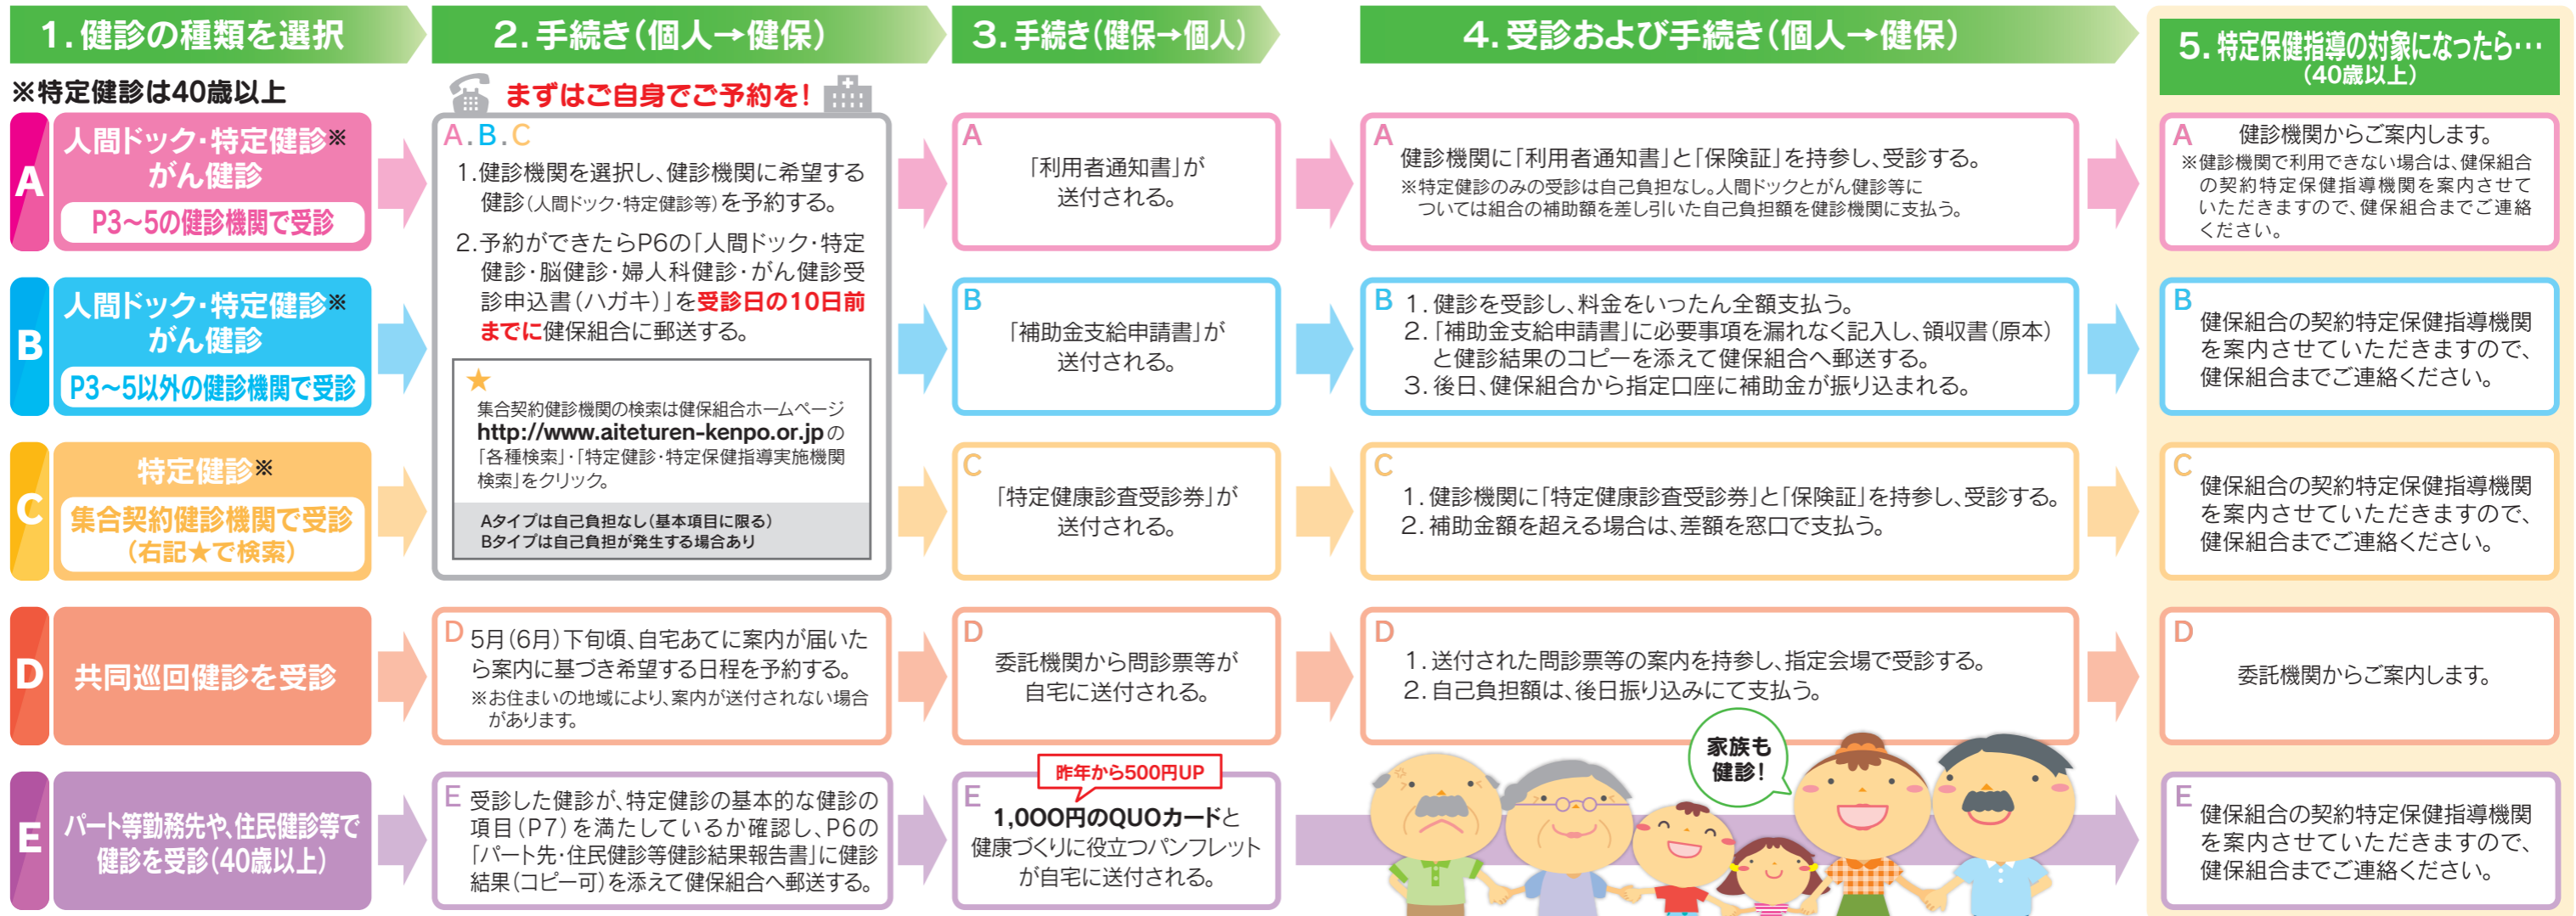 1.健診の種類を選択
2.手続き(個人→健保)
3.手続き(健保→個人)
4.受診および手続き(個人→健保)
5.特定保健指導の対象になったら…
(40歳以上)
※特定健診は40歳以上
まずはご自身でご予約を!
A
人間ドック・特定健診※
がん健診
P3〜5の健診機関で受診
B
人間ドック・特定健診※
がん健診
P3〜5以外の健診機関で受診
C
特定健診※
集合契約健診機関で受診
(右記★で検索)
A.B.C
1.健診機関を選択し、健診機関に希望する
健診(人間ドック・特定健診等)を予約する。
2.予約ができたらP6の「人間ドック・特定
健診・脳健診・婦人科健診・がん健診受
診申込書(ハガキ)」を受診日の10日前
までに健保組合に郵送する。
★
集合契約健診機関の検索は健保組合ホームページ
http://www.aiteturen-kenpo.or.jpの
「各種検索」・「特定健診・特定保健指導実施機関
検索」をクリック。
Aタイプは自己負担なし(基本項目に限る)
Bタイプは自己負担が発生する場合あり
A
「利用者通知書」が
送付される。
A
健診機関に「利用者通知書」と「保険証」を持参し、受診する。
※特定健診のみの受診は自己負担なし。人間ドックとがん健診等に
ついては組合の補助額を差し引いた自己負担額を健診機関に支払う。
A
健診機関からご案内します。
※健診機関で利用できない場合は、健保組合
の契約特定保健指導機関を案内させて
いただきますので、健保組合までご連絡
ください。
B
「補助金支給申請書」が
送付される。
B
1.健診を受診し、料金をいったん全額支払う。
2.「補助金支給申請書」に必要事項を漏れなく記入し、領収書(原本)
と健診結果のコピーを添えて健保組合へ郵送する。
3.後日、健保組合から指定口座に補助金が振り込まれる。
B
健保組合の契約特定保健指導機関
を案内させていただきますので、
健保組合までご連絡ください。
C
「特定健康診査受診券」が
送付される。
C
1.健診機関に「特定健康診査受診券」と「保険証」を持参し、受診する。
2.補助金額を超える場合は、差額を窓口で支払う。
C
健保組合の契約特定保健指導機関
を案内させていただきますので、
健保組合までご連絡ください。
D
共同巡回健診を受診
D
5月(6月)下旬頃、自宅あてに案内が届いた
ら案内に基づき希望する日程を予約する。
※お住まいの地域により、案内が送付されない場合
があります。
D
委託機関から問診票等が
自宅に送付される。
D
1.送付された問診票等の案内を持参し、指定会場で受診する。
2.自己負担額は、後日振り込みにて支払う。
D
委託機関からご案内します。
E
パート等勤務先や、住民健診等で
健診を受診(40歳以上)
E
受診した健診が、特定健診の基本的な健診の
項目(P7)を満たしているか確認し、P6の
「パート先・住民健診等健診結果報告書」に健診
結果(コピー可)を添えて健保組合へ郵送する。
昨年から500円UP
E
1,000円のQUOカードと
健康づくりに役立つパンフレット
が自宅に送付される。
家族も
健診!
E
健保組合の契約特定保健指導機関
を案内させていただきますので、
健保組合までご連絡ください。